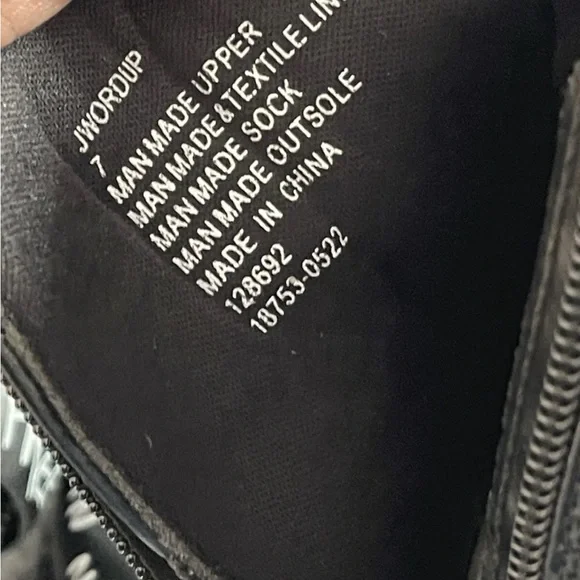 JWORDUP
7
MAN MADE UPPER
MAN MADE & TEXTILE LIN
MAN MADE SOCK
MAN MADE OUTSOLE
MADE IN CHINA
128692
18753-0522